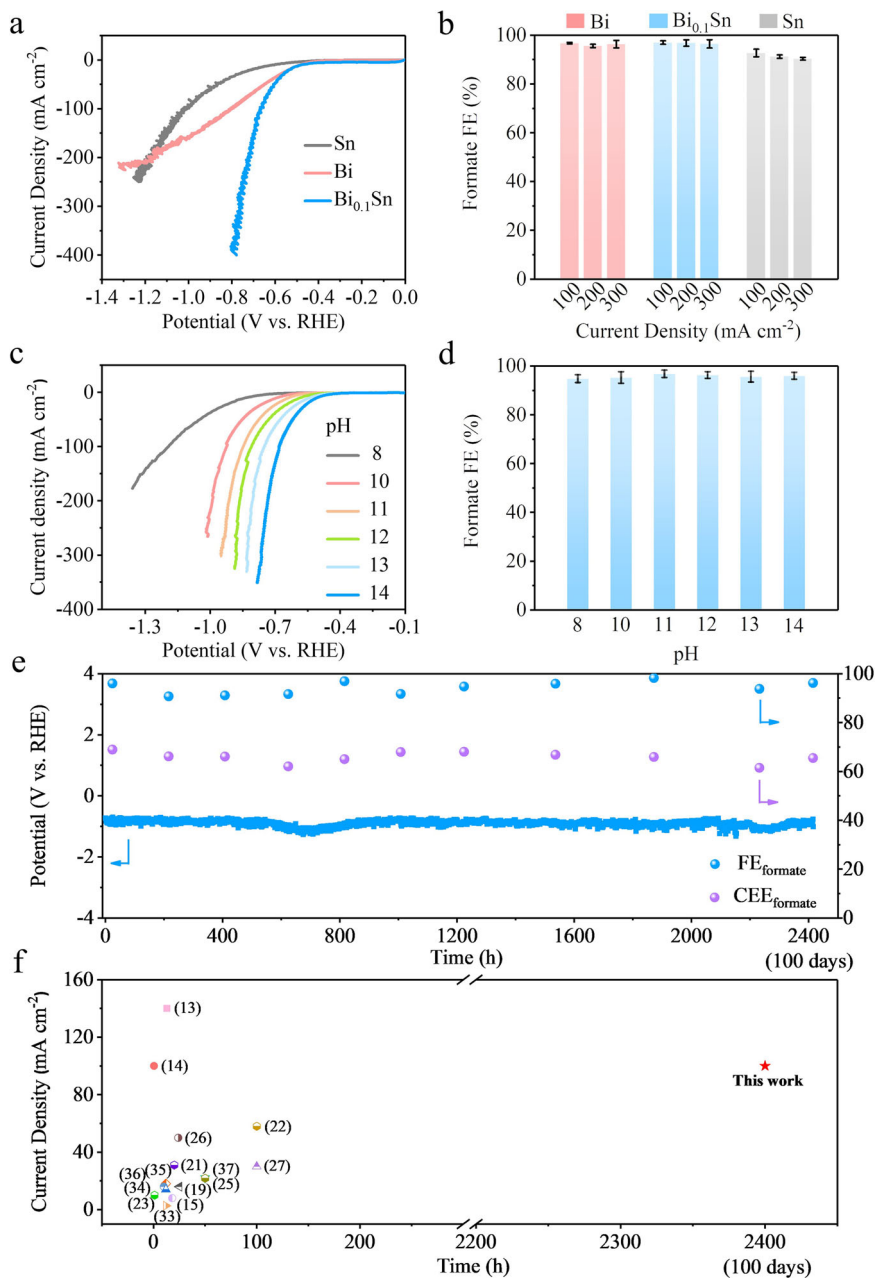 a
Current Density (mA cm-2)
0
-100
-200
-300
-400
Sn
Bi
Bi0.1Sn
-1.4 -1.2 -1.0 -0.8 -0.6 -0.4 -0.2 0.0
Potential (V vs. RHE)
b
Bi Bi0.1Sn Sn
Formate FE (%)
100
80
60
40
20
0
100 200 300 100 200 300 100 200 300
Current Density (mA cm-2)
c
Current density (mA cm-2)
0
-100
-200
-300
-400
pH
8
10
11
12
13
14
-1.3 -1.0 -0.7 -0.4 -0.1
Potential (V vs. RHE)
d
Formate FE (%)
100
80
60
40
20
0
8 10 11 12 13 14
pH
e
Potential (V vs. RHE)
4
2
0
-2
-4
100
80
60
40
20
0
FEformate
CEEformate
0 400 800 1200 1600 2000 2400
Time (h)
(100 days)
f
Current Density (mA cm-2)
160
120
80
40
0
(13)
(14)
This work
(22)
(26)
(21)
(27)
(37)
(35)
(36)
(25)
(34)
(19)
(23)
(15)
(33)
0 100 200 2200 2300 2400
Time (h)
(100 days)